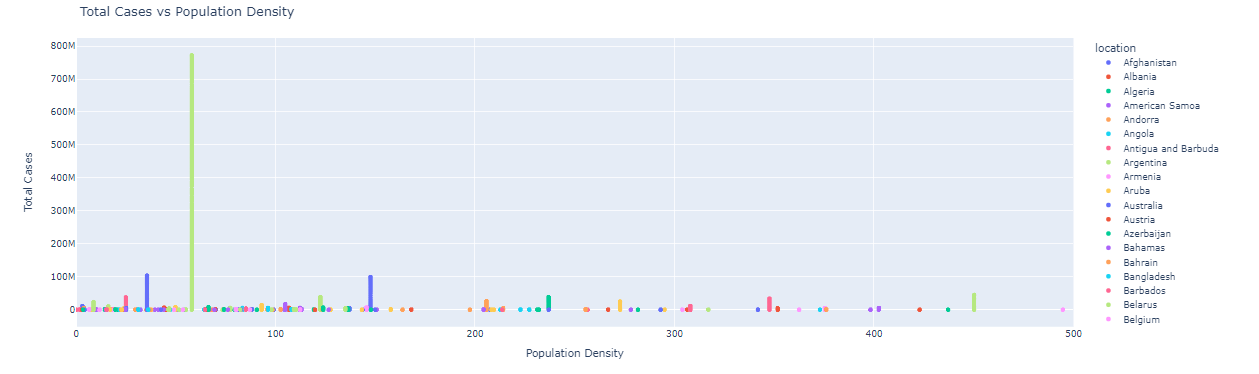 Total Cases vs Population Density
location
Afghanistan
Albania
Algeria
American Samoa
Andorra
Angola
Antigua and Barbuda
Argentina
Armenia
Aruba
Australia
Austria
Azerbaijan
Bahamas
Bahrain
Bangladesh
Barbados
Belarus
Belgium
800M
700M
600M
500M
400M
300M
200M
100M
0
0 100 200 300 400 500
Total Cases
Population Density